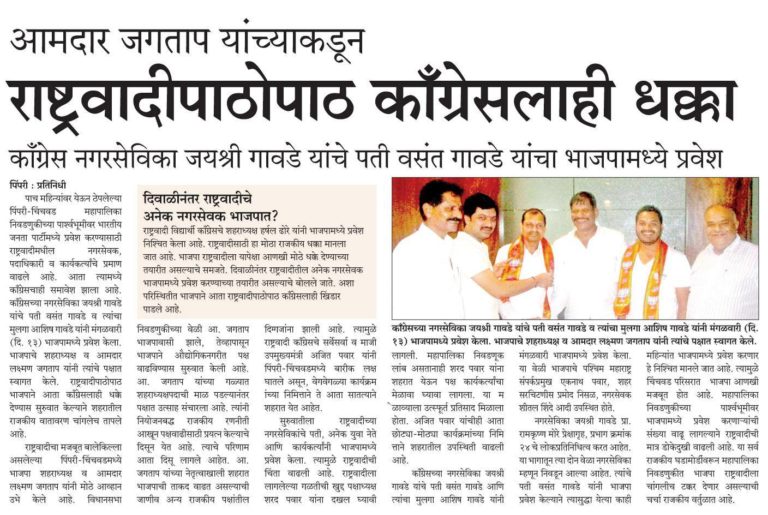 आमदार जगताप यांच्याकडून
राष्ट्रवादीपाठोपाठ काँग्रेसलाही धक्का
काँग्रेस नगरसेविका जयश्री गावडे यांचे पती वसंत गावडे यांचा भाजपामध्ये प्रवेश
पिंपरी : प्रतिनिधी
पाच महिन्यांवर येऊन ठेपलेल्या
पिंपरी-चिंचवड महापालिका
निवडणुकीच्या पार्श्वभूमीवर भारतीय
जनता पार्टीमध्ये प्रवेश करण्यासाठी
राष्ट्रवादीमधील नगरसेवक,
पदाधिकारी व कार्यकर्त्यांचे प्रमाण
वाढले आहे. आता त्यामध्ये
काँग्रेसचाही समावेश झाला आहे.
काँग्रेसच्या नगरसेविका जयश्री गावडे
यांचे पती वसंत गावडे व त्यांचा
मुलगा आशिष गावडे यांनी मंगळवारी
(दि. १३) भाजपमध्ये प्रवेश केला.
भाजपाचे शहराध्यक्ष व आमदार
लक्ष्मण जगताप यांनी त्यांचे पक्षात
स्वागत केले. राष्ट्रवादीपाठोपाठ
भाजपाने आता काँग्रेसलाही धक्के
देण्यास सुरुवात केल्याने शहरातील
राजकीय वातावरण चांगलेच तापले
आहे.
राष्ट्रवादीचा मजबूत बालेकिल्ला
असलेल्या पिंपरी-चिंचवडमध्ये
भाजपा शहराध्यक्ष व आमदार
लक्ष्मण जगताप यांनी मोठे आव्हान
उभे केले आहे. विधानसभा
दिवाळीनंतर राष्ट्रवादीचे
अनेक नगरसेवक भाजपात?
राष्ट्रवादी विद्यार्थी काँग्रेसचे शहराध्यक्ष हर्षल ढोरे यांनी भाजपामध्ये प्रवेश
निश्चित केला आहे. राष्ट्रवादीसाठी हा मोठा राजकीय धक्का मानला
जात आहे. भाजपा राष्ट्रवादीला यापेक्षा आणखी मोठे धक्के देण्याच्या
तयारीत असल्याचे समजते. दिवाळीनंतर राष्ट्रवादीतील अनेक नगरसेवक
भाजपामध्ये प्रवेश करण्याच्या तयारीत असल्याचे बोलले जाते. अशा
परिस्थितीत भाजपाने आता राष्ट्रवादीपाठोपाठ काँग्रेसलाही खिंडार
पाडले आहे.
निवडणुकीच्या वेळी आ. जगताप
भाजपावासी झाले, तेव्हापासून
भाजपाने औद्योगिकनगरीत पक्ष
वाढविण्यास सुरुवात केली आहे.
आ. जगताप यांच्या गळ्यात
शहराध्यक्षपदाची माळ पडल्यानंतर
पक्षात उत्साह संचारला आहे. त्यांनी
नियोजनबद्ध राजकीय रणनीती
आखून पक्षवाढीसाठी प्रयत्न केल्याचे
दिसून येत आहे. त्याचे परिणाम
आता दिसू लागले आहेत. आ.
जगताप यांच्या नेतृत्वाखाली शहरात
भाजपाची ताकद वाढत असल्याची
जाणीव अन्य राजकीय पक्षांतील
दिग्गजांना झाली आहे. त्यामुळे
राष्ट्रवादी काँग्रसचे सर्वेसर्वा व माजी
उपमुख्यमंत्री अजित पवार यांनी
पिंपरी-चिंचवडमध्ये बारीक लक्ष
घातले असून, वेगवेगळ्या कार्यक्रम
ांच्या निमित्ताने ते आता सातत्याने
शहरात येत आहेत.
सुरुवातीला राष्ट्रवादीच्या
नगरसेविकांचे पती, अनेक युवा नेते
आणि कार्यकर्त्यांनी भाजपामध्ये
प्रवेश केला. त्यामुळे राष्ट्रवादीची
चिंता वाढली आहे. राष्ट्रवादीला
लागलेल्या गळतीची खुद्द पक्षाध्यक्ष
शरद पवार यांना दखल घ्यावी
काँग्रसच्या नगरसेविका जयश्री गावडे यांचे पती वसंत गावडे व त्यांचा मुलगा आशिष गावडे यांनी मंगळवारी (दि.
१३) भाजपामध्ये प्रवेश केला. भाजपाचे शहराध्यक्ष व आमदार लक्ष्मण जगताप यांनी त्यांचे पक्षात स्वागत केले.
लागली. महापालिका निवडणूक
लांब असतानाही शरद पवार यांना
शहरात येऊन पक्ष कार्यकर्त्यांचा
मेळावा घ्यावा लागला. या म
ेळाव्याला उत्स्फूर्त प्रतिसाद मिळाला
होता. अजित पवार यांचीही आता
छोट्या-मोठ्या कार्यक्रमांच्या निमि
त्ताने शहरातील उपस्थिती वाढली
आहे.
काँग्रेसच्या नगरसेविका जयश्री
गावडे यांचे पती वसंत गावडे आणि
त्यांचा मुलगा आशिष गावडे यांनी
मंगळवारी भाजपामध्ये प्रवेश केला.
या वेळी भाजपाचे पश्चिम महाराष्ट्र
संपर्कप्रमुख एकनाथ पवार, शहर
सरचिटणीस प्रमोद निसळ, नगरसेवक
शीतल शिंदे आदी उपस्थित होते.
नगरसेविका जयश्री गावडे प्रा.
रामकृष्ण मोरे प्रेक्षागृह, प्रभाग क्रमांक
२४ चे लोकप्रतिनिधित्व करत आहेत.
या भागातून त्या दोन वेळा नगरसेविका
म्हणून निवडून आल्या आहेत. त्यांचे
पती वसंत गावडे यांनी भाजपा
प्रवेश केल्याने त्यासुद्धा येत्या काही
महिन्यांत भाजपामध्ये प्रवेश करणार
हे निश्चित मानले जात आहे. त्यामुळे
चिंचवड परिसरात भाजपा आणखी
मजबूत होत आहे. महापालिका
निवडणुकीच्या पार्श्वभूमीवर
भाजपामध्ये प्रवेश करणाऱ्यांची
संख्या वाढू लागल्याने राष्ट्रवादीची
मात्र डोकेदुखी वाढली आहे. या सर्व
राजकीय घडामोडींवरून महापालिका
निवडणुकीत भाजपा राष्ट्रवादीला
चांगलीच टक्कर देणार असल्याची
चर्चा राजकीय वर्तुळात आहे.